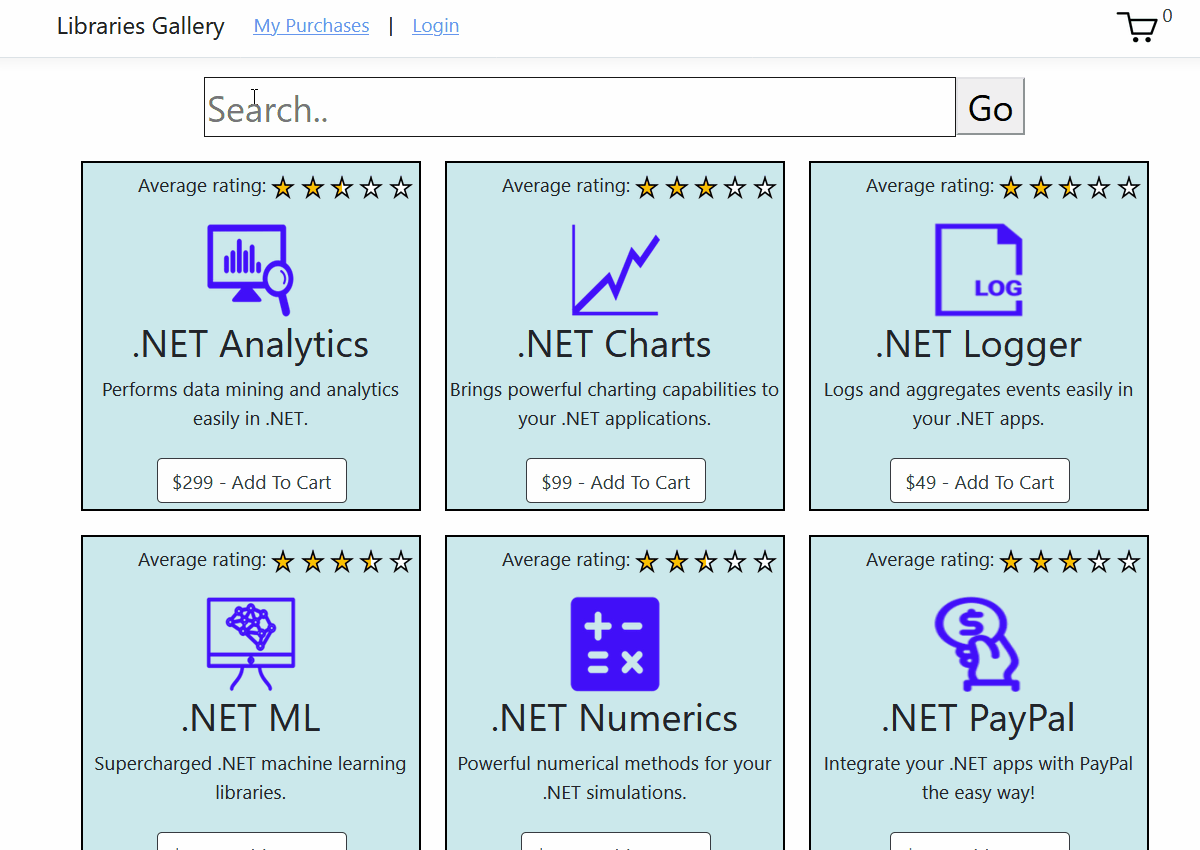 Libraries Gallery My Purchases | Login 0
Search.. Go
Average rating: Average rating: Average rating:
LOG
.NET Analytics .NET Charts .NET Logger
Performs data mining and analytics Brings powerful charting capabilities to Logs and aggregates events easily in
easily in .NET. your .NET applications. your .NET apps.
$299 - Add To Cart $99 - Add To Cart $49 - Add To Cart
Average rating: Average rating: Average rating:
$
.NET ML .NET Numerics .NET PayPal
Supercharged .NET machine learning Powerful numerical methods for your Integrate your .NET apps with PayPal
libraries. .NET simulations. the easy way!